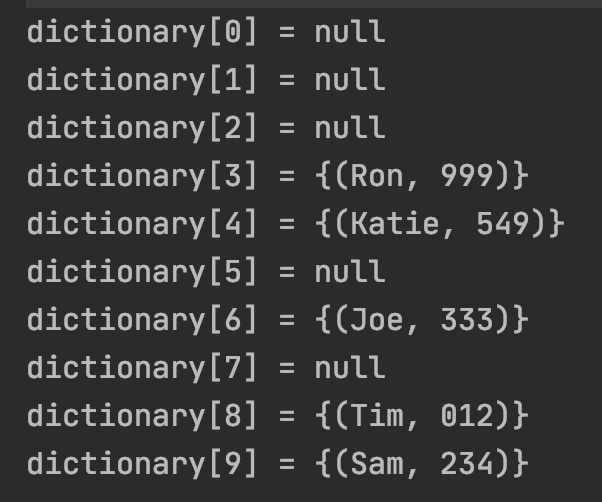 dictionary[0] = null
dictionary[1] = null
dictionary[2] = null
dictionary[3] = {(Ron, 999)}
dictionary[4] = {(Katie, 549)}
dictionary[5] = null
dictionary[6] = {(Joe, 333)}
dictionary[7] = null
dictionary[8] = {(Tim, 012)}
dictionary[9] = {(Sam, 234)}